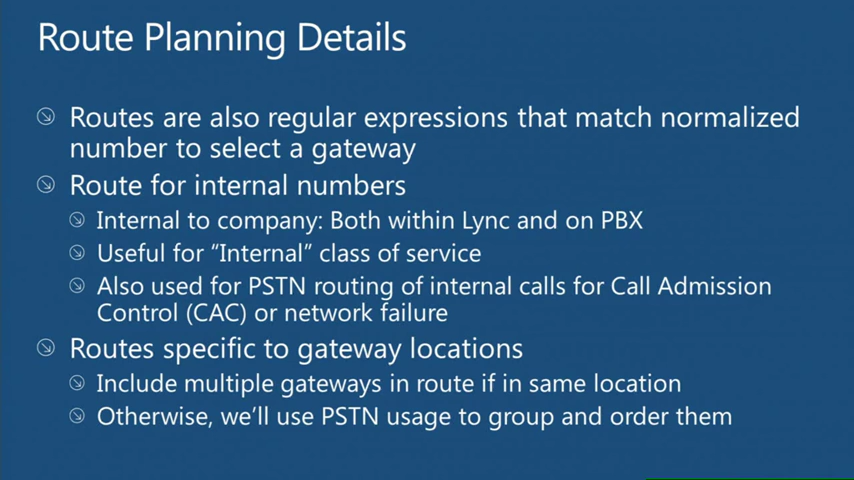 Route Planning Details
Routes are also regular expressions that match normalized
number to select a gateway
Route for internal numbers
Internal to company: Both within Lync and on PBX
Useful for “Internal” class of service
Also used for PSTN routing of internal calls for Call Admission
Control (CAC) or network failure
Routes specific to gateway locations
Include multiple gateways in route if in same location
Otherwise, we’ll use PSTN usage to group and order them